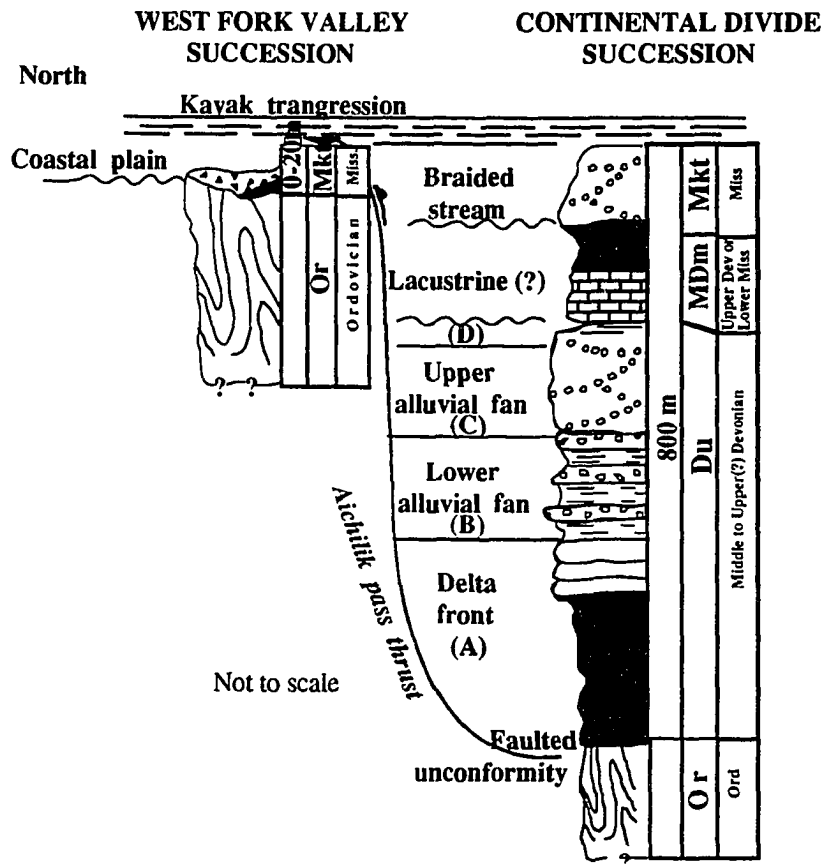 WEST FORK VALLEY
SUCCESSION
CONTINENTAL DIVIDE
SUCCESSION
North
Kayak trangression
Coastal plain
0-20m
Mkt
Miss.
Or
Ordovician
? ?
Braided
stream
Lacustrine (?)
(D)
Upper
alluvial fan
(C)
Lower
alluvial fan
(B)
Delta
front
(A)
Aichilik pass thrust
Not to scale
Faulted
unconformity
800 m
Mkt
Miss
MDm
Upper Dev or
Lower Miss
Du
Middle to Upper(?) Devonian
Or
Ord
?